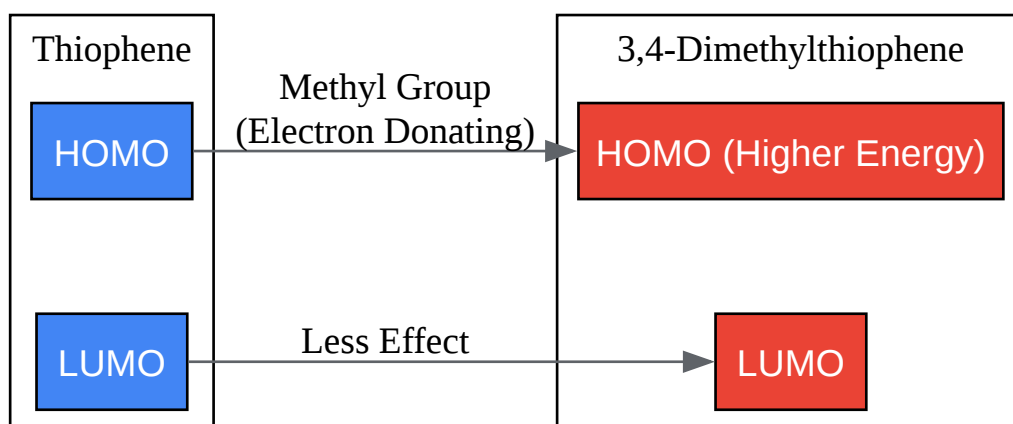 Thiophene
3,4-Dimethylthiophene
Methyl Group
(Electron Donating)
HOMO
HOMO (Higher Energy)
Less Effect
LUMO
LUMO